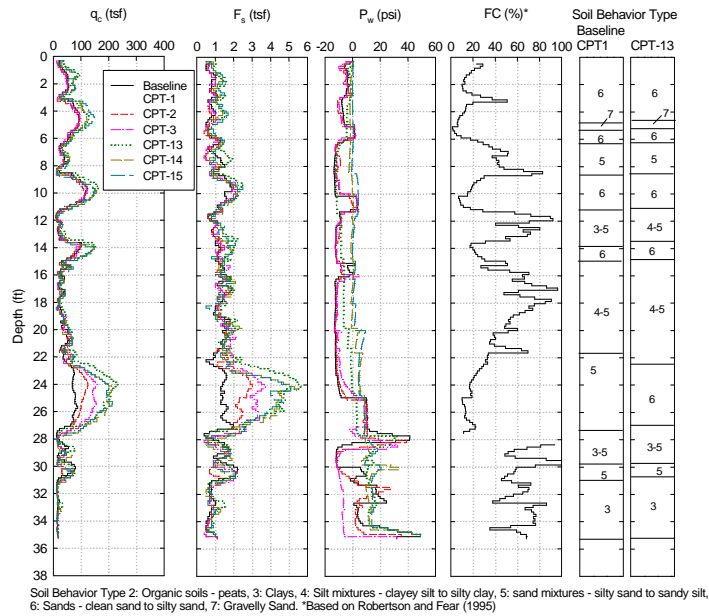 q_c (tsf)
F_s (tsf)
P_w (psi)
FC (%)*
Soil Behavior Type
Baseline
CPT1
CPT-13
0 100 200 300 400
0 1 2 3 4 5 6
-20 0 20 40 60
0 20 40 60 80 100
0
2
4
6
8
10
12
14
16
18
20
22
24
26
28
30
32
34
36
38
Depth (ft)
Baseline
CPT-1
CPT-2
CPT-3
CPT-13
CPT-14
CPT-15
6
7
6
5
6
3-5
6
4-5
5
3-5
5
3
6
6
5
6
4-5
6
4-5
6
3-5
5
3
Soil Behavior Type 2: Organic soils - peats, 3: Clays, 4: Silt mixtures - clayey silt to silty clay, 5: sand mixtures - silty sand to sandy silt,
6: Sands - clean sand to silty sand, 7: Gravelly Sand. *Based on Robertson and Fear (1995)